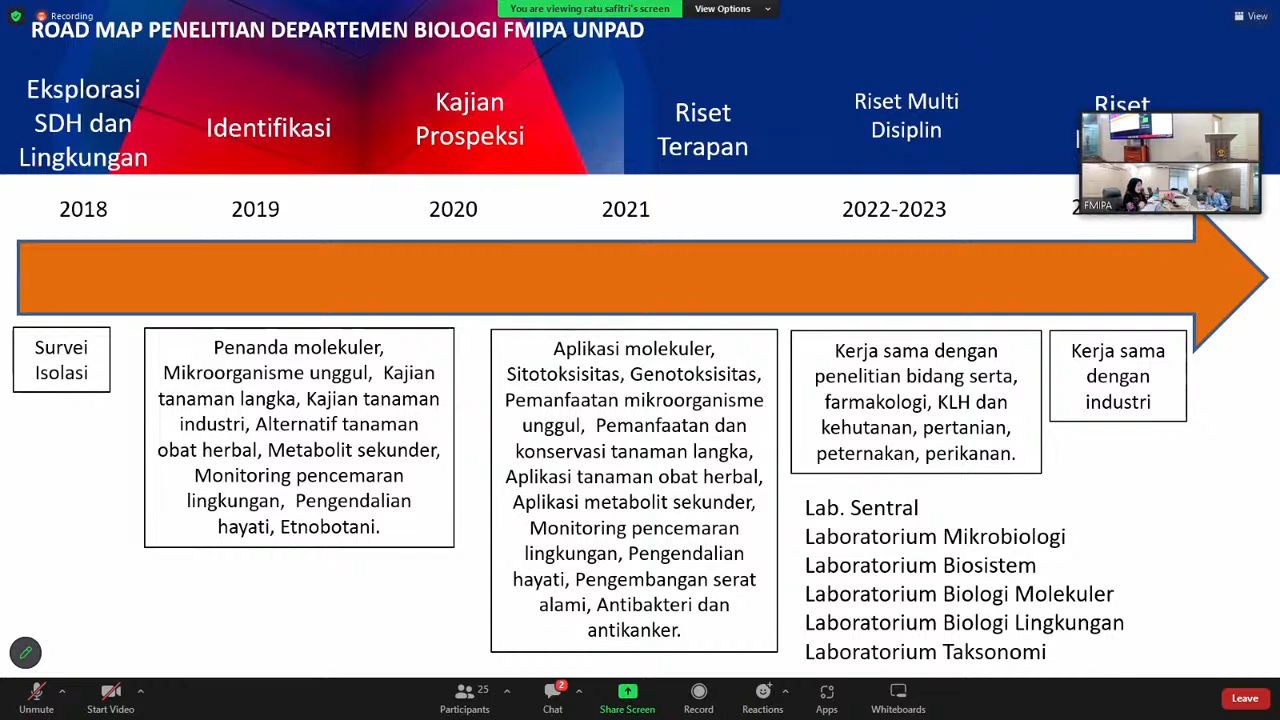 Recording
You are viewing ratu safitri's screen
View Options
View
ROAD MAP PENELITIAN DEPARTEMEN BIOLOGI FMIPA UNPAD
Eksplorasi
SDH dan
Lingkungan
Identifikasi
Kajian
Prospeksi
Riset
Terapan
Riset Multi
Disiplin
Riset
FMIPA
2018
2019
2020
2021
2022-2023
Survei
Isolasi
Penanda molekuler,
Mikroorganisme unggul, Kajian
tanaman langka, Kajian tanaman
industri, Alternatif tanaman
obat herbal, Metabolit sekunder,
Monitoring pencemaran
lingkungan, Pengendalian
hayati, Etnobotani.
Aplikasi molekuler,
Sitotoksisitas, Genotoksisitas,
Pemanfaatan mikroorganisme
unggul, Pemanfaatan dan
konservasi tanaman langka,
Aplikasi tanaman obat herbal,
Aplikasi metabolit sekunder,
Monitoring pencemaran
lingkungan, Pengendalian
hayati, Pengembangan serat
alami, Antibakteri dan
antikanker.
Kerja sama dengan
penelitian bidang serta,
farmakologi, KLH dan
kehutanan, pertanian,
peternakan, perikanan.
Kerja sama
dengan
industri
Lab. Sentral
Laboratorium Mikrobiologi
Laboratorium Biosistem
Laboratorium Biologi Molekuler
Laboratorium Biologi Lingkungan
Laboratorium Taksonomi
Unmute
Start Video
25
Participants
2
Chat
Share Screen
Record
Reactions
Apps
Whiteboards
Leave